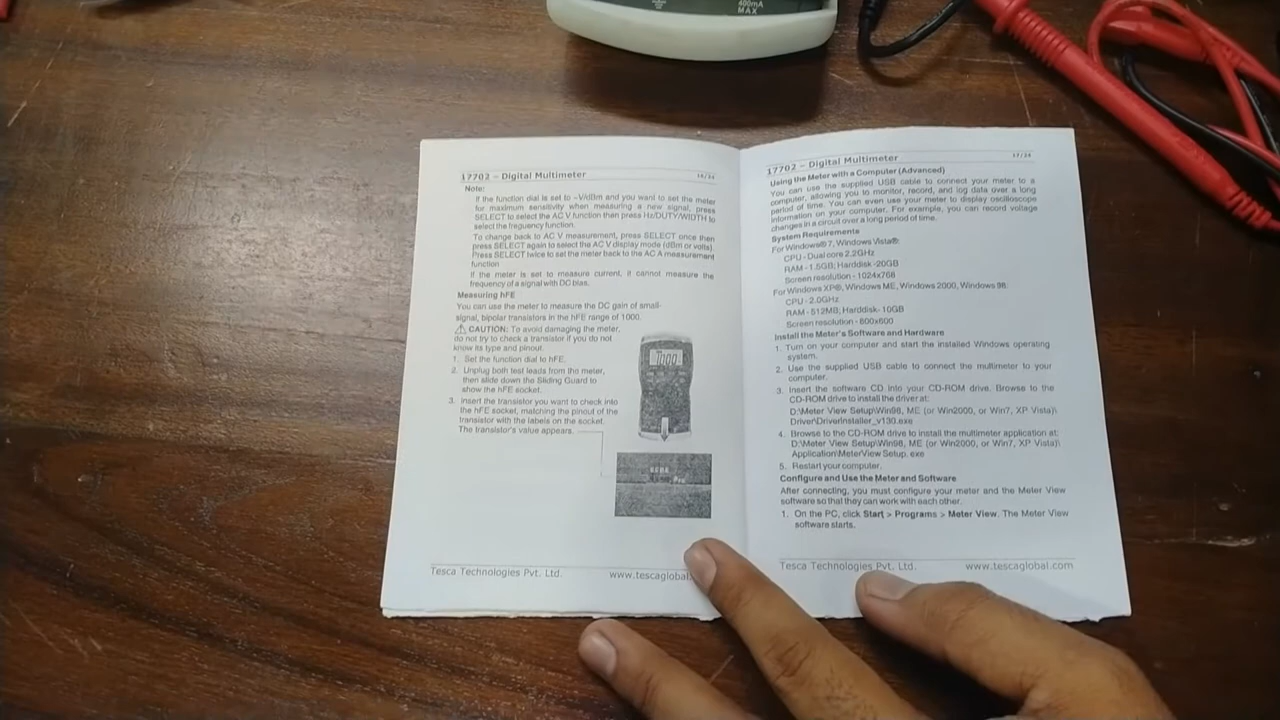 400mA
MAX
17702 – Digital Multimeter
16/24
Note:
If the function dial is set to ~V/dBm and you want to set the meter
for maximum sensitivity when measuring a new signal, press
SELECT to select the AC V function then press Hz/DUTY/WIDTH to
select the frequency function.
To change back to AC V measurement, press SELECT once then
press SELECT again to select the AC V display mode (dBm or volts).
Press SELECT twice to set the meter back to the AC A measurement
function
If the meter is set to measure current, it cannot measure the
frequency of a signal with DC bias.
Measuring hFE
You can use the meter to measure the DC gain of small-
signal, bipolar transistors in the hFE range of 1000.
CAUTION: To avoid damaging the meter,
do not try to check a transistor if you do not
know its type and pinout.
1. Set the function dial to hFE.
2. Unplug both test leads from the meter,
then slide down the Sliding Guard to
show the hFE socket.
3. Insert the transistor you want to check into
the hFE socket, matching the pinout of the
transistor with the labels on the socket.
The transistor's value appears.
1000
Tesca Technologies Pvt. Ltd.
www.tescaglobal.
17702 – Digital Multimeter
17/24
Using the Meter with a Computer (Advanced)
You can use the supplied USB cable to connect your meter to a
computer, allowing you to monitor, record, and log data over a long
period of time. You can even use your meter to display oscilloscope
information on your computer. For example, you can record voltage
changes in a circuit over a long period of time.
System Requirements
For Windows® 7, Windows Vista®:
CPU - Dual core 2.2GHz
RAM - 1.5GB; Harddisk -20GB
Screen resolution - 1024x768
For Windows XP®, Windows ME, Windows 2000, Windows 98:
CPU - 2.0GHz
RAM - 512MB; Harddisk- 10GB
Screen resolution - 800x600
Install the Meter's Software and Hardware
1. Turn on your computer and start the installed Windows operating
system.
2. Use the supplied USB cable to connect the multimeter to your
computer.
3. Insert the software CD into your CD-ROM drive. Browse to the
CD-ROM drive to install the driver at:
D:\Meter View Setup\Win98, ME (or Win2000, or Win7, XP Vista)\
Driver\DriverInstaller_v130.exe
4. Browse to the CD-ROM drive to install the multimeter application at:
D:\Meter View Setup\Win98, ME (or Win2000, or Win7, XP Vista)\
Application\MeterView Setup. exe
5. Restart your computer.
Configure and Use the Meter and Software
After connecting, you must configure your meter and the Meter View
software so that they can work with each other.
1. On the PC, click Start > Programs > Meter View. The Meter View
software starts.
Tesca Technologies Pvt. Ltd.
www.tescaglobal.com